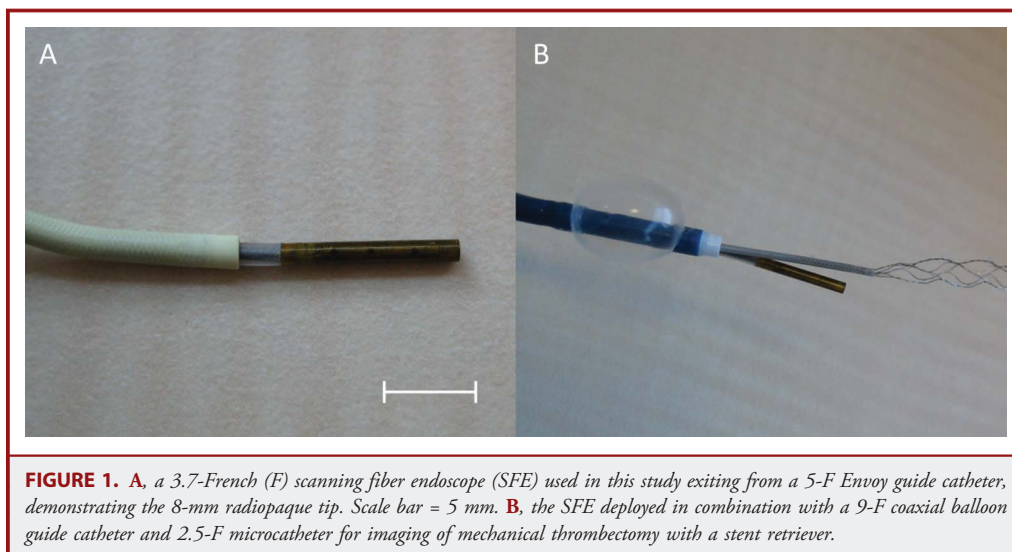 A
B
FIGURE 1. A, a 3.7-French (F) scanning fiber endoscope (SFE) used in this study exiting from a 5-F Envoy guide catheter,
demonstrating the 8-mm radiopaque tip. Scale bar = 5 mm. B, the SFE deployed in combination with a 9-F coaxial balloon
guide catheter and 2.5-F microcatheter for imaging of mechanical thrombectomy with a stent retriever.